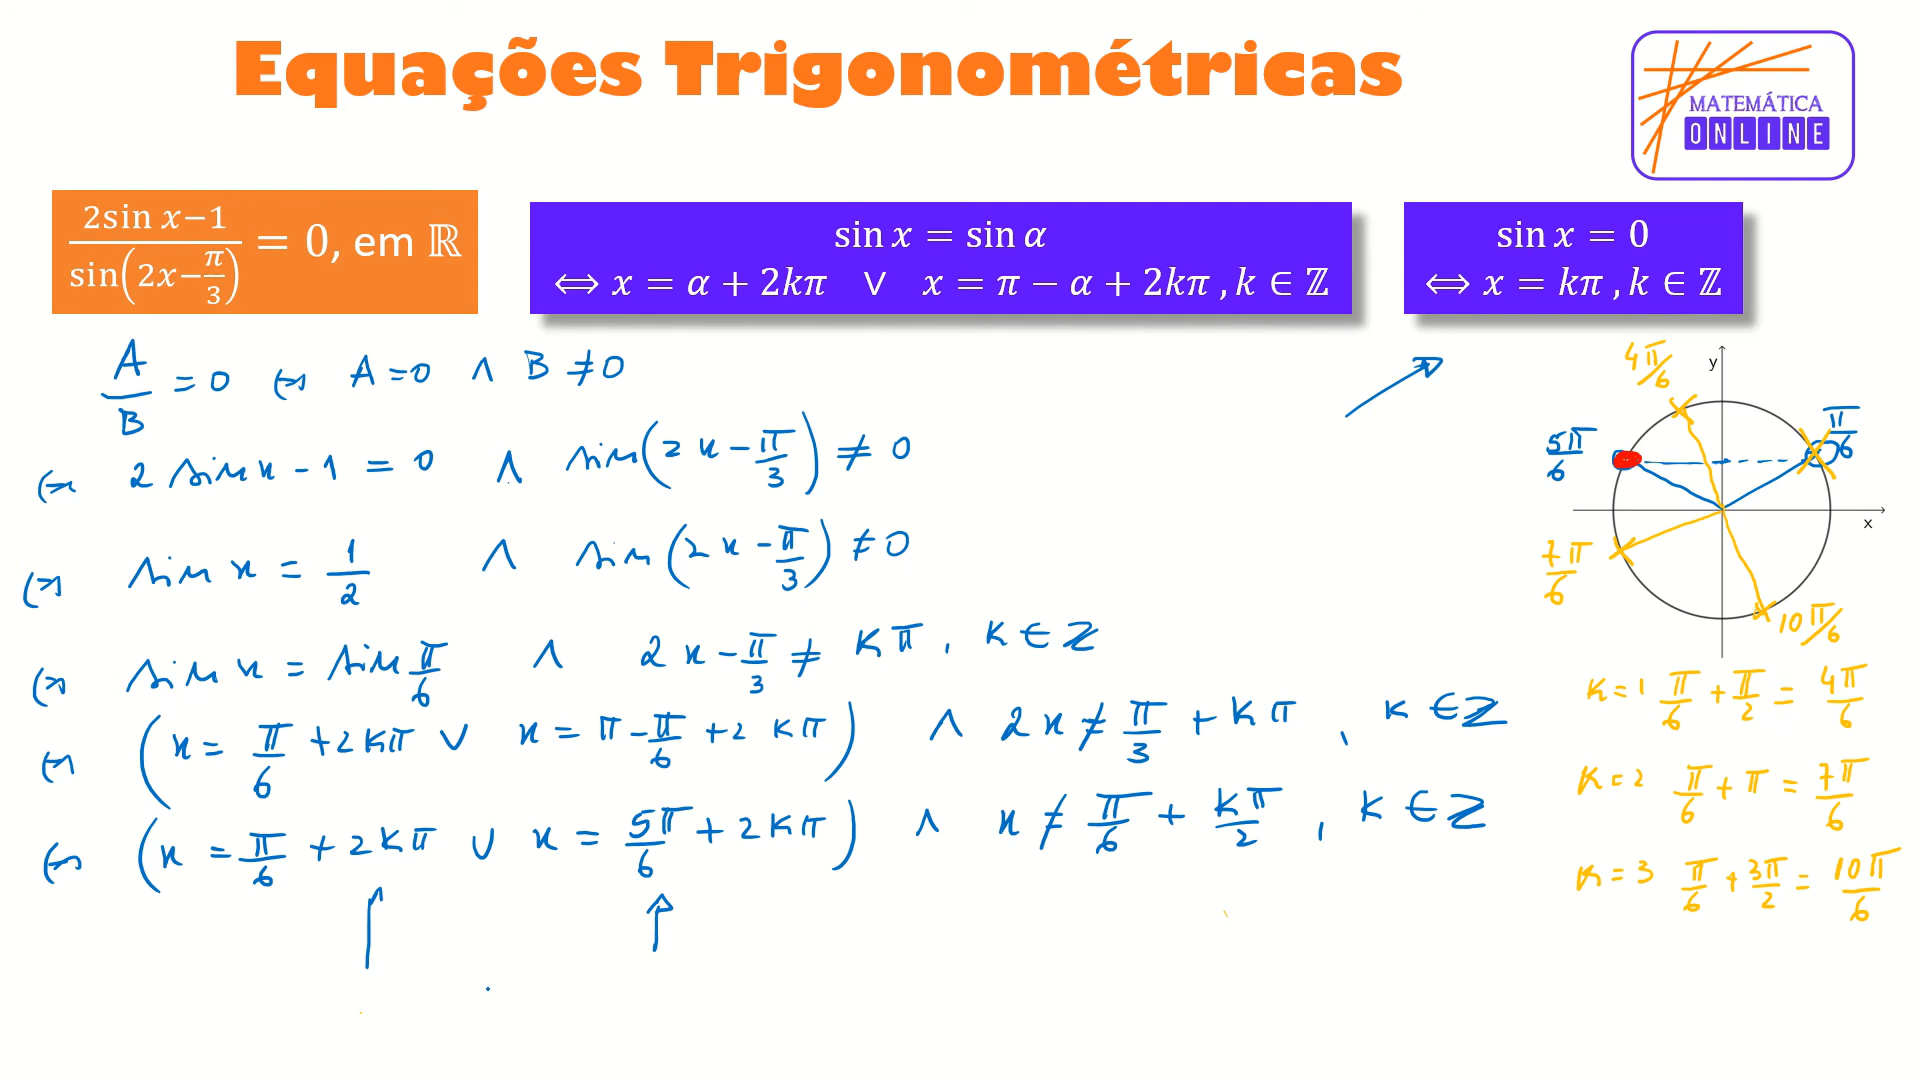 Equações Trigonométricas
MATEMÁTICA
ONLINE
(2sin x−1)/(sin(2x−π/3)) = 0, em ℝ
sin x = sin α
⟺ x = α + 2kπ ∨ x = π − α + 2kπ , k ∈ ℤ
sin x = 0
⟺ x = kπ , k ∈ ℤ
A/B = 0 ⇔ A = 0 ∧ B ≠ 0
⇔ 2 sin x − 1 = 0 ∧ sin(2x − π/3) ≠ 0
⇔ sin x = 1/2 ∧ sin(2x − π/3) ≠ 0
⇔ sin x = sin π/6 ∧ 2x − π/3 ≠ kπ , k ∈ ℤ
⇔ (x = π/6 + 2kπ ∨ x = π − π/6 + 2kπ) ∧ 2x ≠ π/3 + kπ , k ∈ ℤ
⇔ (x = π/6 + 2kπ ∨ x = 5π/6 + 2kπ) ∧ x ≠ π/6 + kπ/2 , k ∈ ℤ
4π/6
y
5π/6
π/6
x
7π/6
10π/6
k=1 π/6 + π/2 = 4π/6
k=2 π/6 + π = 7π/6
k=3 π/6 + 3π/2 = 10π/6